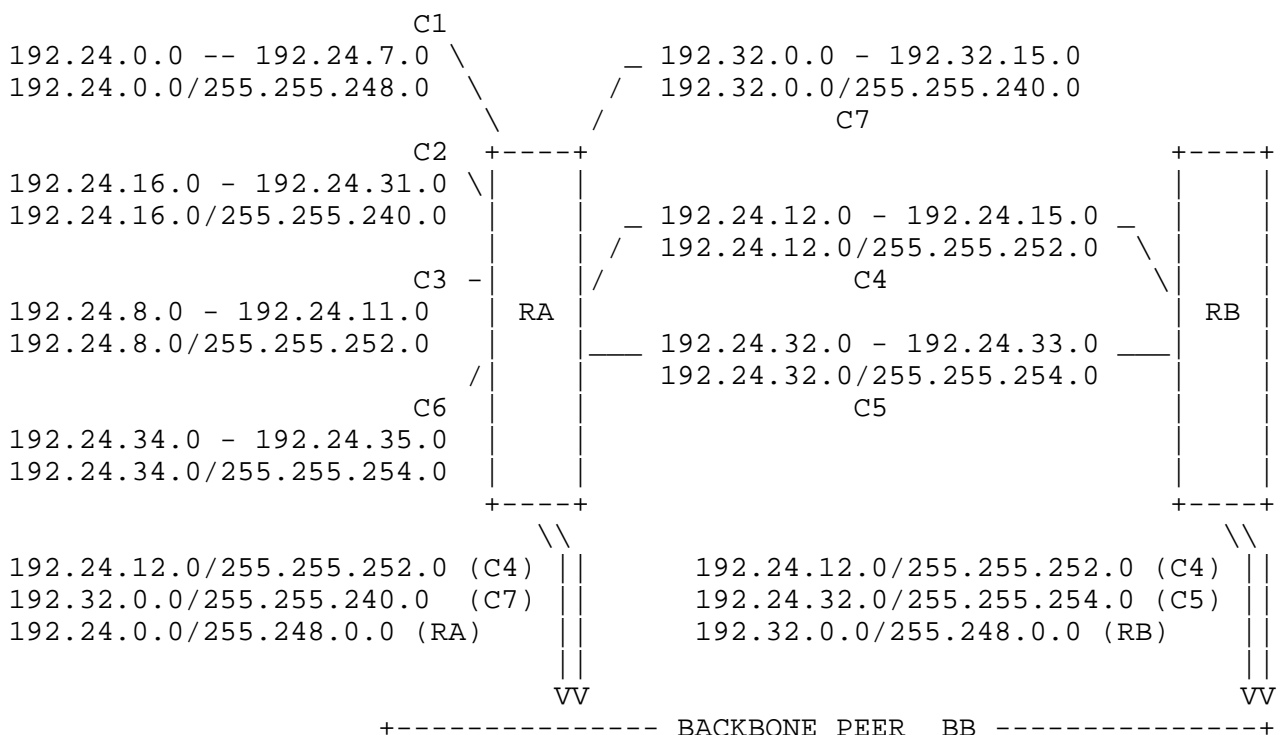 C1
192.24.0.0 -- 192.24.7.0 \         _ 192.32.0.0 - 192.32.15.0
192.24.0.0/255.255.248.0  \       /  192.32.0.0/255.255.240.0
\     /              C7
C2  +----+                                 +----+
192.24.16.0 - 192.24.31.0 \|    |                                 |    |
192.24.16.0/255.255.240.0  |    |  _ 192.24.12.0 - 192.24.15.0 _  |    |
|    | /  192.24.12.0/255.255.252.0  \ |    |
C3 -|    |/              C4                \|    |
192.24.8.0 - 192.24.11.0   | RA |                                 | RB |
192.24.8.0/255.255.252.0   |    |___ 192.24.32.0 - 192.24.33.0 ___|    |
/|    |    192.24.32.0/255.255.254.0    |    |
C6   |    |               C5                |    |
192.24.34.0 - 192.24.35.0  |    |                                 |    |
192.24.34.0/255.255.254.0  |    |                                 |    |
+----+                                 +----+
\\                                     \\
192.24.12.0/255.255.252.0 (C4) ||      192.24.12.0/255.255.252.0 (C4) ||
192.32.0.0/255.255.240.0  (C7) ||      192.24.32.0/255.255.254.0 (C5) ||
192.24.0.0/255.248.0.0 (RA)    ||      192.32.0.0/255.248.0.0 (RB)    ||
||                                     ||
VV                                     VV
+--------------- BACKBONE PEER  BB ---------------+